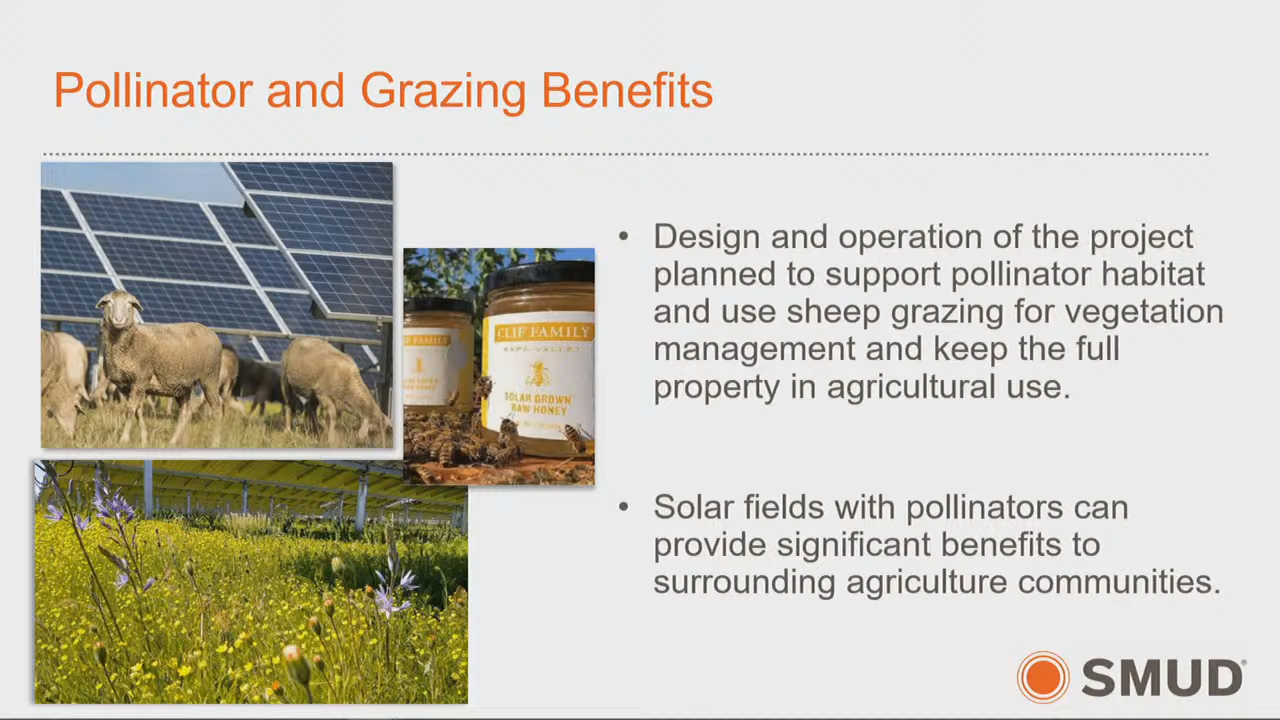 Pollinator and Grazing Benefits
CLIF FAMILY
NAPA VALLEY
SOLAR GROWN
RAW HONEY
• Design and operation of the project
planned to support pollinator habitat
and use sheep grazing for vegetation
management and keep the full
property in agricultural use.
• Solar fields with pollinators can
provide significant benefits to
surrounding agriculture communities.
SMUD®